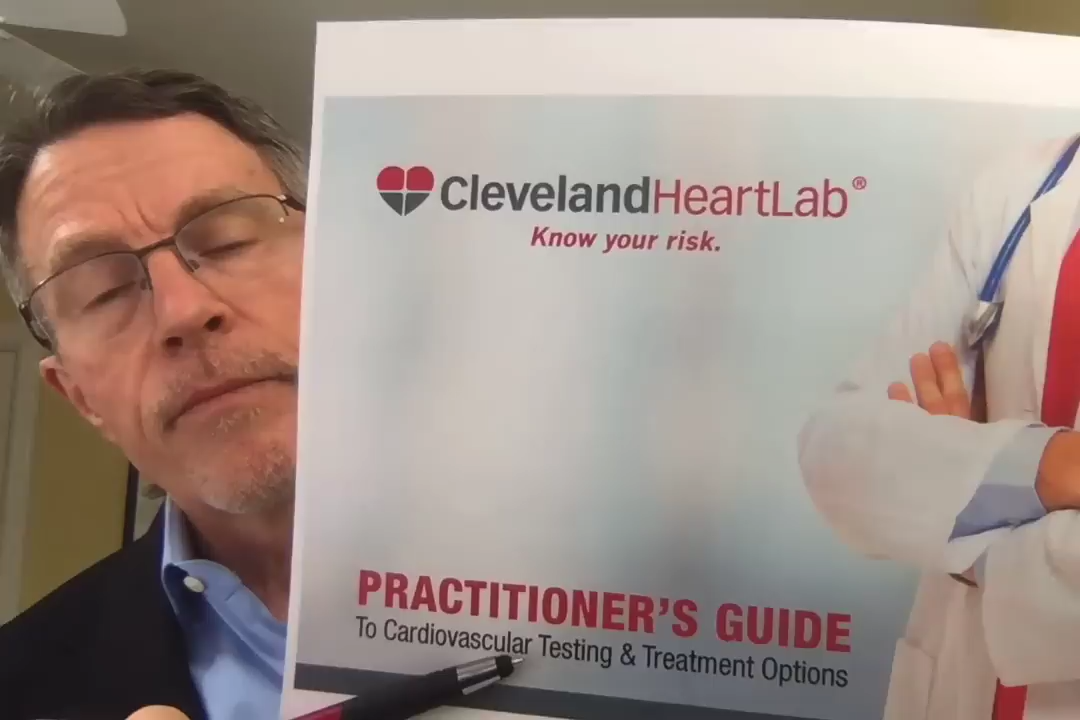 ClevelandHeartLab®
Know your risk.
PRACTITIONER'S GUIDE
To Cardiovascular Testing & Treatment Options